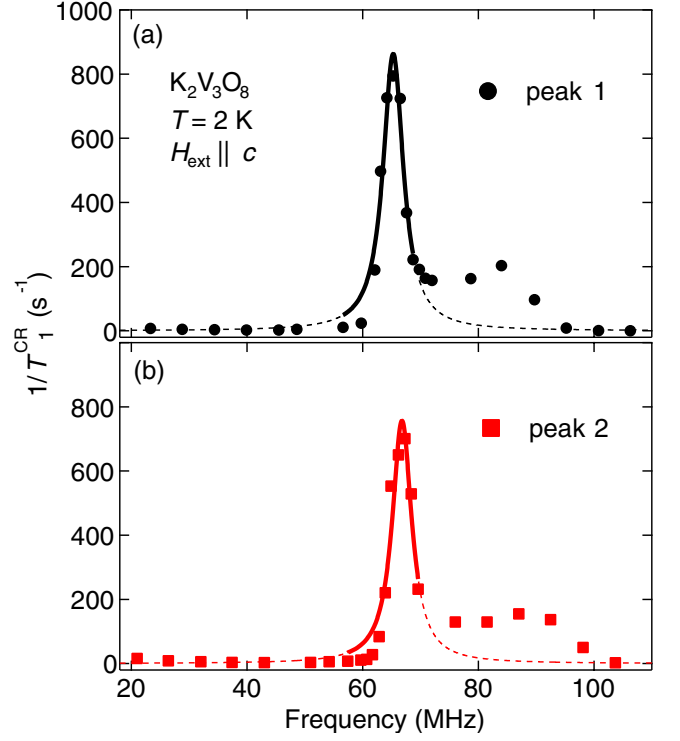 (a)
K2V3O8
T = 2 K
Hext || c
peak 1
1000
800
600
400
200
0
1/T1CR (s-1)
(b)
peak 2
800
600
400
200
0
20 40 60 80 100
Frequency (MHz)